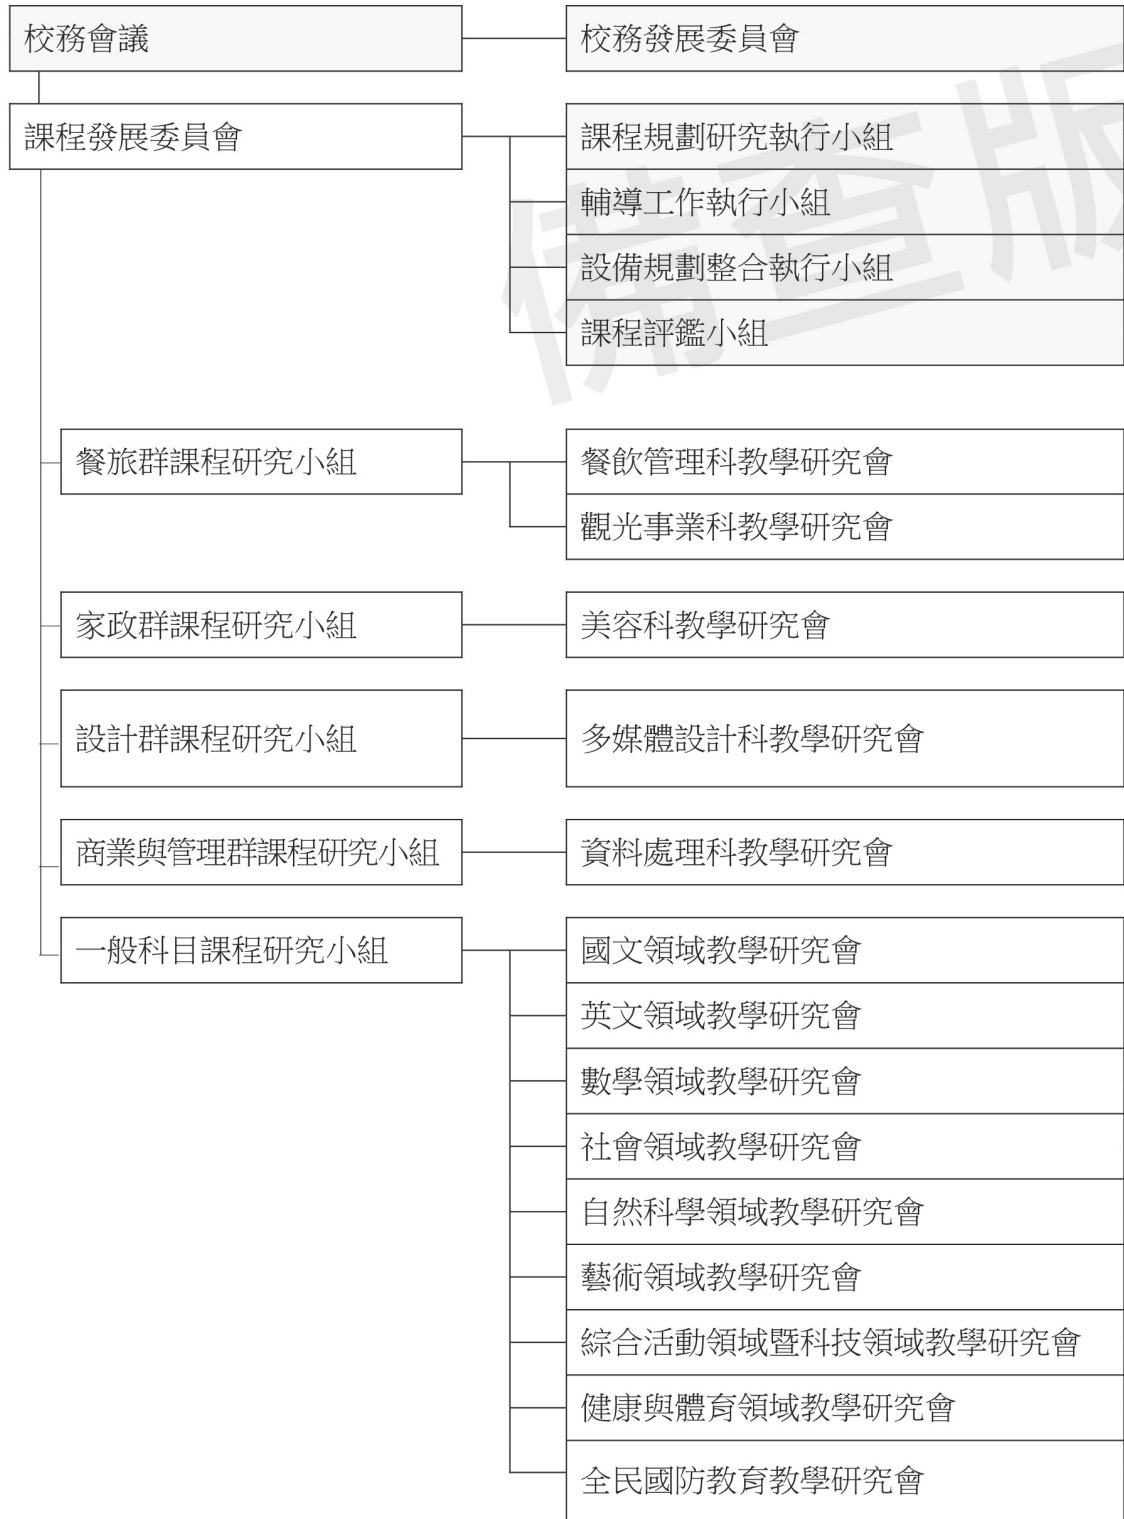 校務會議
校務發展委員會
課程發展委員會
課程規劃研究執行小組
輔導工作執行小組
設備規劃整合執行小組
課程評鑑小組
備查版
餐旅群課程研究小組
餐飲管理科教學研究會
觀光事業科教學研究會
家政群課程研究小組
美容科教學研究會
設計群課程研究小組
多媒體設計科教學研究會
商業與管理群課程研究小組
資料處理科教學研究會
一般科目課程研究小組
國文領域教學研究會
英文領域教學研究會
數學領域教學研究會
社會領域教學研究會
自然科學領域教學研究會
藝術領域教學研究會
綜合活動領域暨科技領域教學研究會
健康與體育領域教學研究會
全民國防教育教學研究會